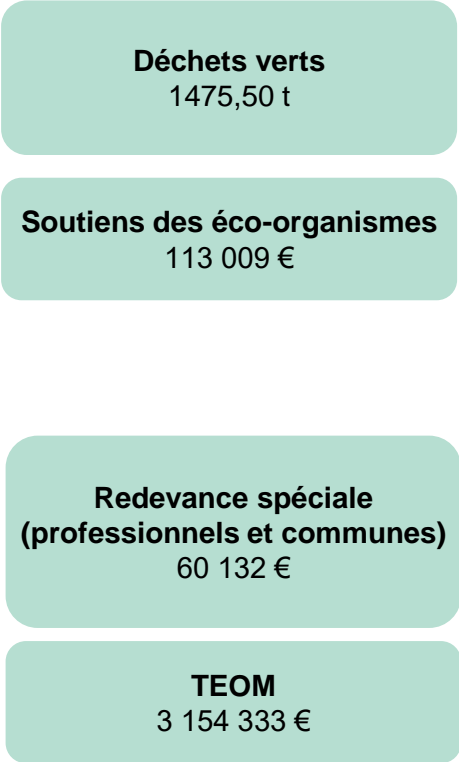 Déchets verts
1475,50 t
Soutiens des éco-organismes
113 009 €
Redevance spéciale
(professionnels et communes)
60 132 €
TEOM
3 154 333 €